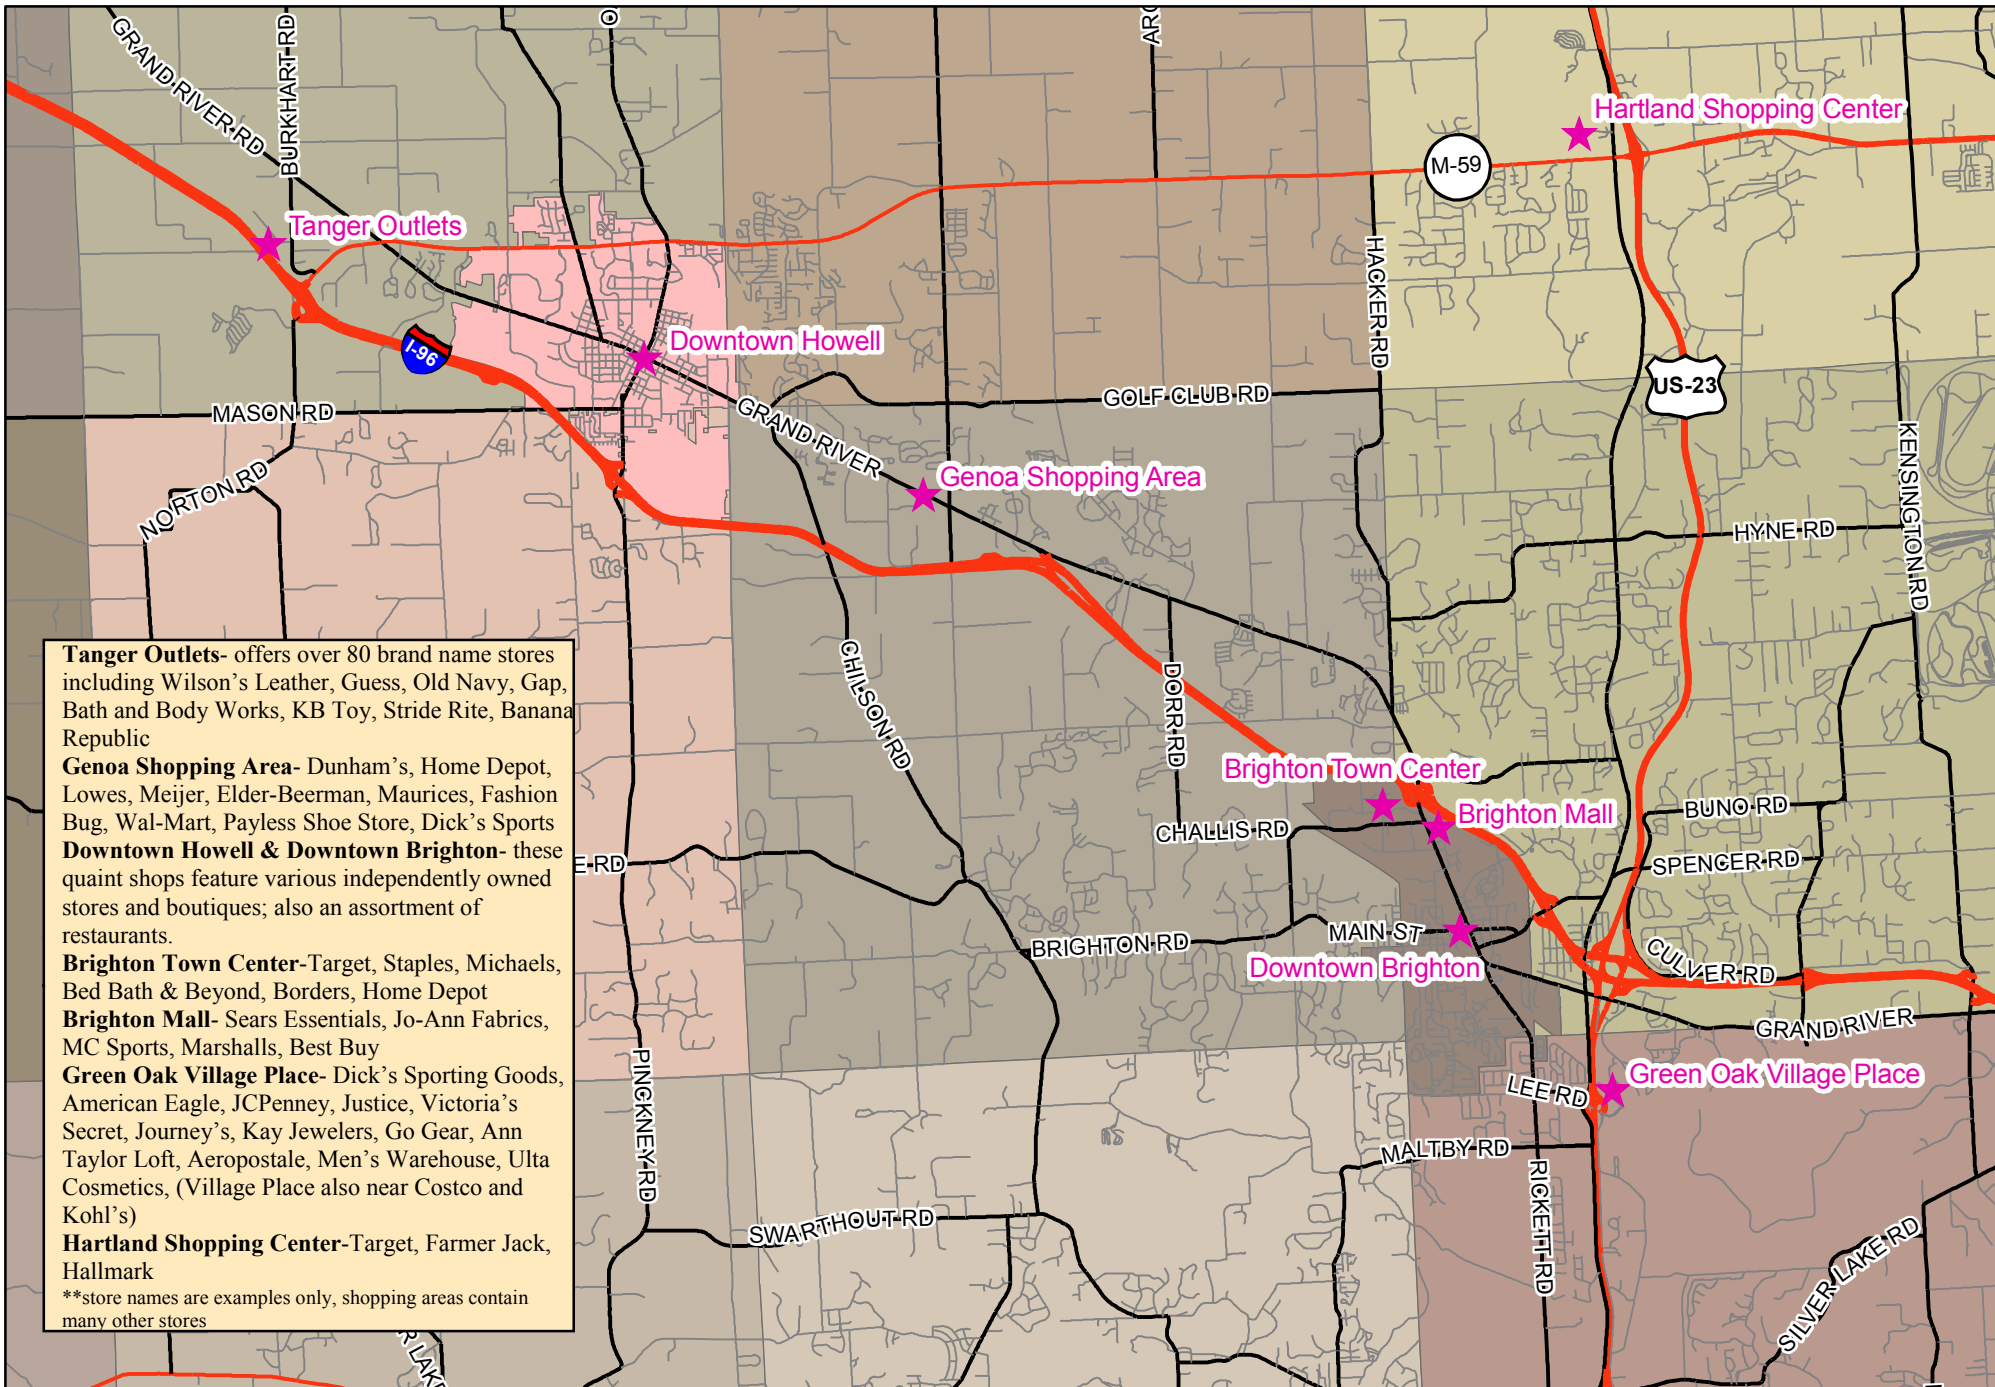 GRAND RIVER RD
BURKHART RD
O
ARG
Hartland Shopping Center
M-59
Tanger Outlets
HACKER RD
Downtown Howell
I-96
US-23
GOLF CLUB RD
MASON RD
GRAND RIVER
KENSINGTON RD
Genoa Shopping Area
NORTON RD
HYNE RD
Tanger Outlets- offers over 80 brand name stores
including Wilson's Leather, Guess, Old Navy, Gap,
Bath and Body Works, KB Toy, Stride Rite, Banana
Republic
Genoa Shopping Area- Dunham's, Home Depot,
Lowes, Meijer, Elder-Beerman, Maurices, Fashion
Bug, Wal-Mart, Payless Shoe Store, Dick's Sports
Downtown Howell & Downtown Brighton- these
quaint shops feature various independently owned
stores and boutiques; also an assortment of
restaurants.
Brighton Town Center-Target, Staples, Michaels,
Bed Bath & Beyond, Borders, Home Depot
Brighton Mall- Sears Essentials, Jo-Ann Fabrics,
MC Sports, Marshalls, Best Buy
Green Oak Village Place- Dick's Sporting Goods,
American Eagle, JCPenney, Justice, Victoria's
Secret, Journey's, Kay Jewelers, Go Gear, Ann
Taylor Loft, Aeropostale, Men's Warehouse, Ulta
Cosmetics, (Village Place also near Costco and
Kohl's)
Hartland Shopping Center-Target, Farmer Jack,
Hallmark
**store names are examples only, shopping areas contain
many other stores
CHILSON RD
DORR RD
Brighton Town Center
Brighton Mall
BUNO RD
CHALLIS RD
SPENCER RD
E RD
MAIN ST
BRIGHTON RD
Downtown Brighton
CULVER RD
GRAND RIVER
PINCKNEY RD
Green Oak Village Place
LEE RD
MALTBY RD
RICKETT RD
SWARTHOUT RD
SILVER LAKE RD
R LAKE